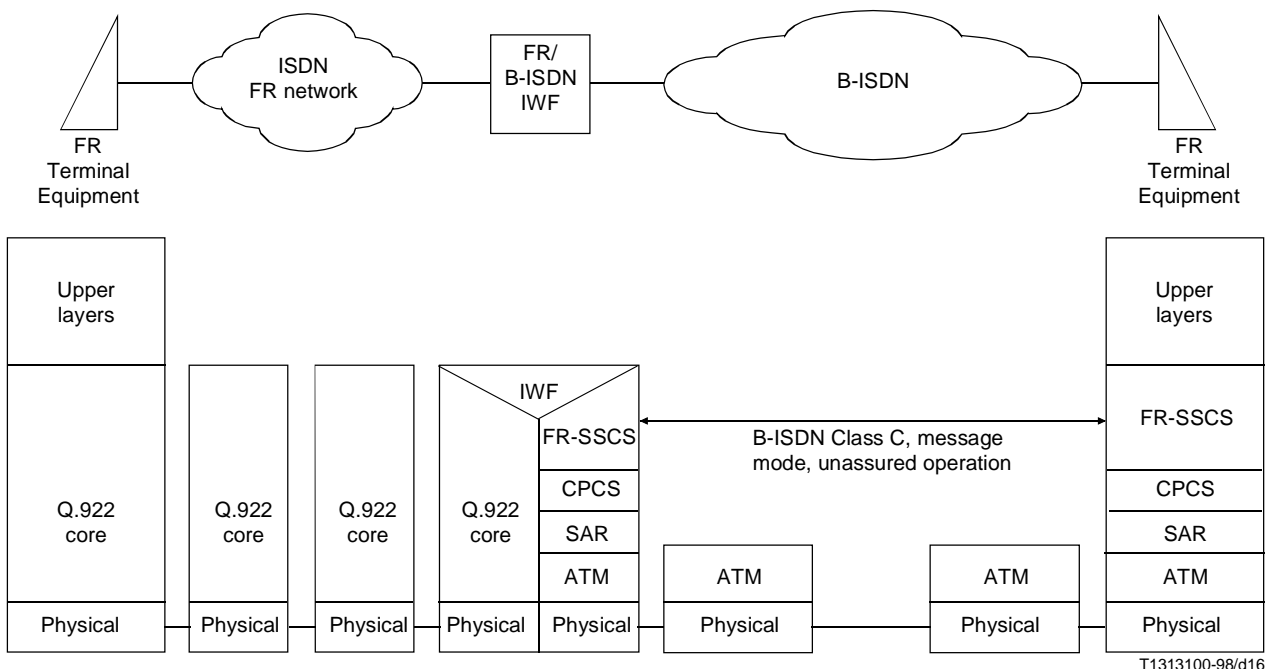 ISDN
FR network
FR/
B-ISDN
IWF
B-ISDN
FR
Terminal
Equipment
FR
Terminal
Equipment
Upper
layers
Upper
layers
IWF
FR-SSCS
B-ISDN Class C, message
mode, unassured operation
FR-SSCS
Q.922
core
Q.922
core
Q.922
core
Q.922
core
CPCS
SAR
ATM
ATM
ATM
CPCS
SAR
ATM
Physical
Physical
Physical
Physical
Physical
Physical
Physical
Physical
T1313100-98/d16